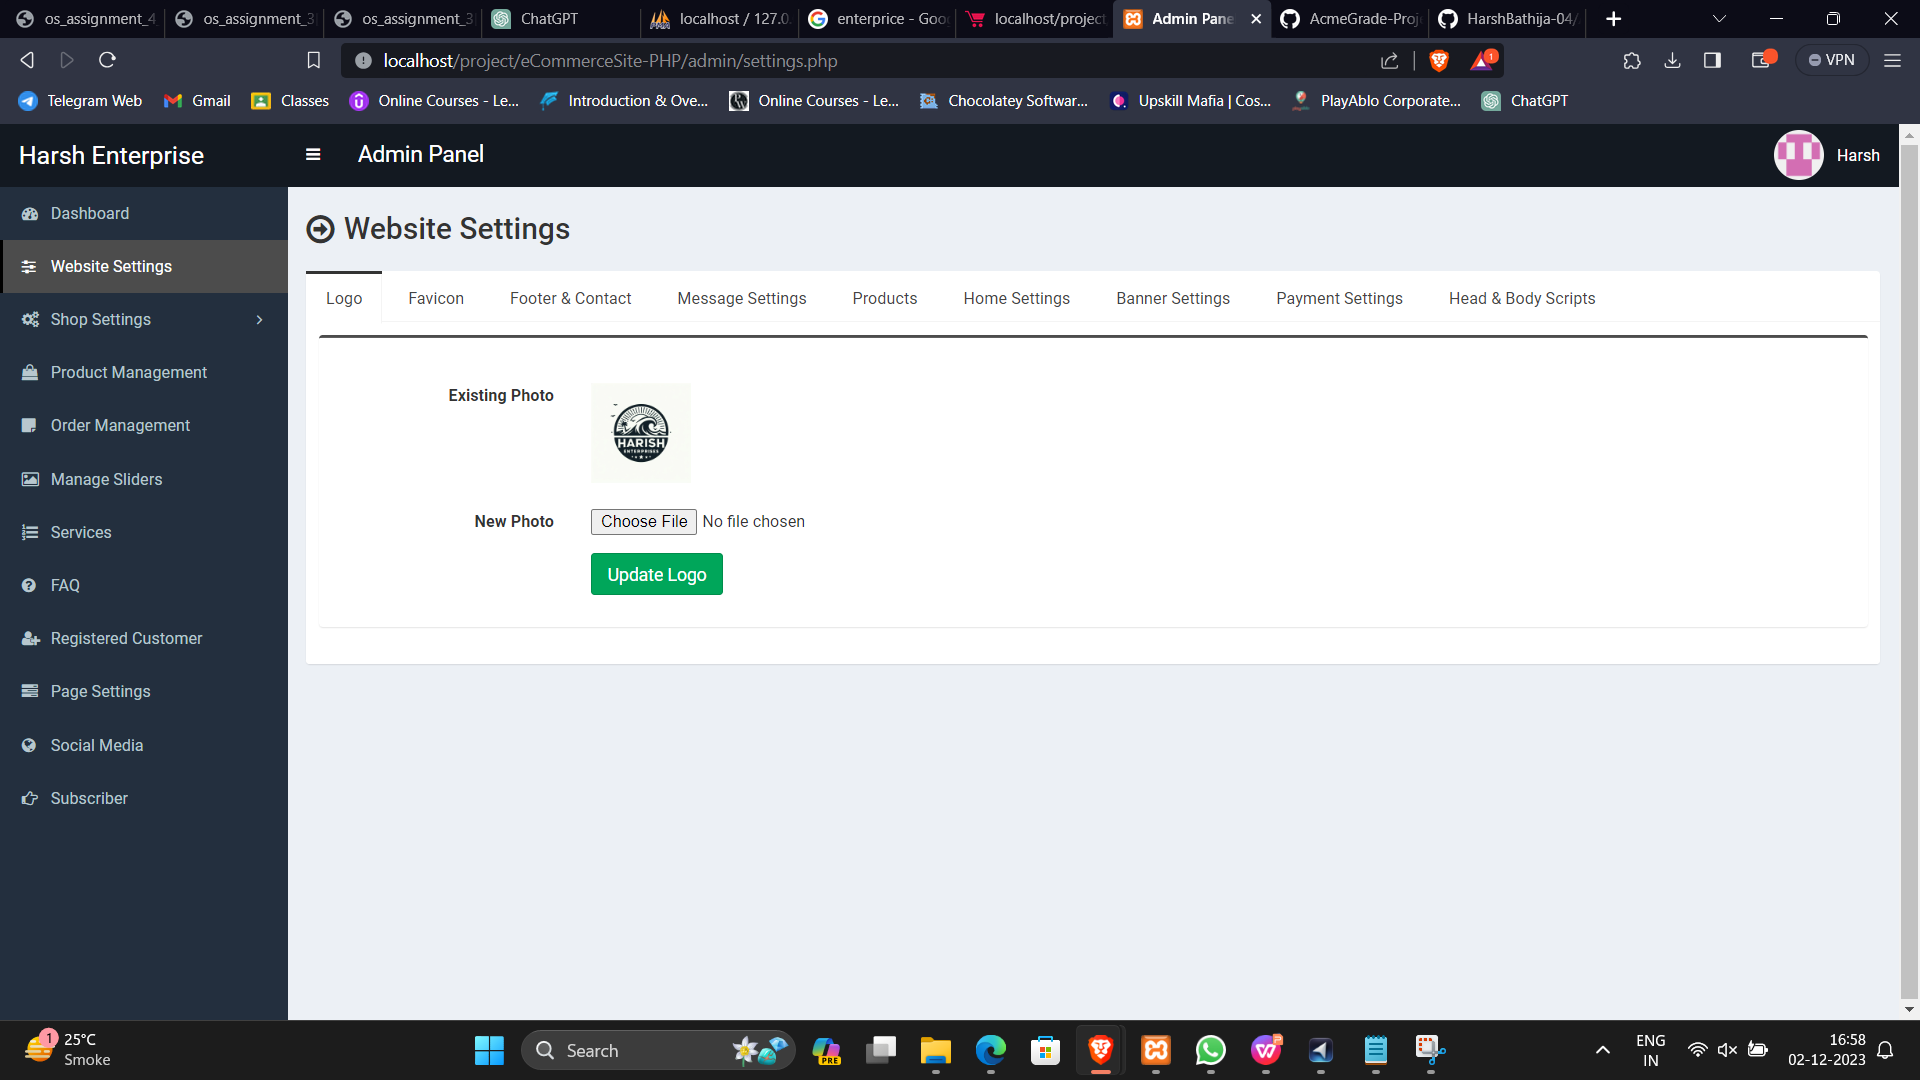 os_assignment_4
os_assignment_3
os_assignment_3
ChatGPT
localhost / 127.0.
enterprice - Goo
localhost/project
Admin Pane
AcmeGrade-Proj
HarshBathija-04/
localhost/project/eCommerceSite-PHP/admin/settings.php
1
VPN
Telegram Web
Gmail
Classes
Online Courses - Le...
Introduction & Ove...
Online Courses - Le...
Chocolatey Softwar...
Upskill Mafia | Cos...
PlayAblo Corporate...
ChatGPT
Harsh Enterprise
Admin Panel
Harsh
Dashboard
Website Settings
Shop Settings
Product Management
Order Management
Manage Sliders
Services
FAQ
Registered Customer
Page Settings
Social Media
Subscriber
Website Settings
Logo
Favicon
Footer & Contact
Message Settings
Products
Home Settings
Banner Settings
Payment Settings
Head & Body Scripts
Existing Photo
HARISH
ENTERPRISES
New Photo
Choose File No file chosen
Update Logo
1
25°C
Smoke
Search
PRE
ENG
IN
16:58
02-12-2023